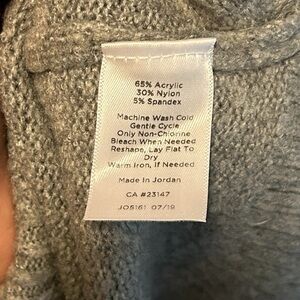 65% Acrylic
30% Nylon
5% Spandex
Machine Wash Cold
Gentle Cycle
Only Non-Chlorine
Bleach When Needed
Reshape, Lay Flat To
Dry
Warm Iron, If Needed
Made In Jordan
CA #23147
JO5161 07/19